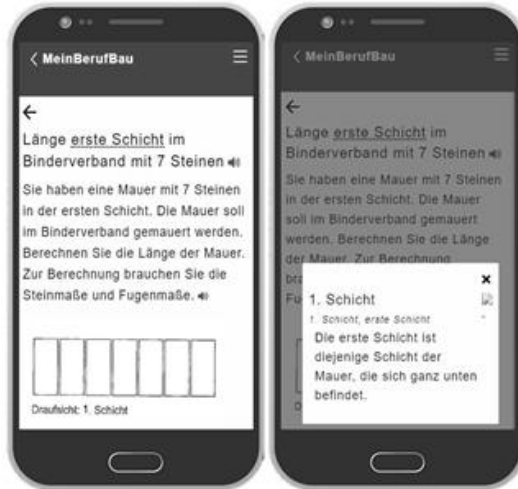 < MeinBerufBau
Länge erste Schicht im
Binderverband mit 7 Steinen
Sie haben eine Mauer mit 7 Steinen
in der ersten Schicht. Die Mauer soll
im Binderverband gemauert werden.
Berechnen Sie die Länge der Mauer.
Zur Berechnung brauchen Sie die
Steinmaße und Fugenmaße.
Draufsicht: 1. Schicht
< MeinBerufBau
Länge erste Schicht im
Binderverband mit 7 Steinen
Sie haben eine Mauer mit 7 Steinen
in der ersten Schicht. Die Mauer soll
im Binderverband gemauert werden.
Berechnen Sie die Länge
der Mauer. Zur Berechnung
bra
Fu
1. Schicht
1. Schicht, erste Schicht
Die erste Schicht ist
diejenige Schicht der
Mauer, die sich ganz unten
befindet.
D